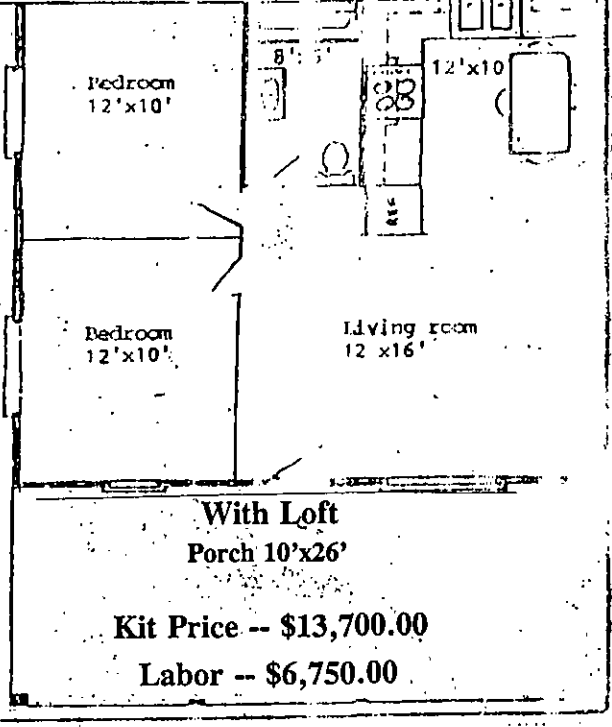 Bedroom
12'x10'
12'x10
REF
Bedroom
12'x10'
Living room
12 x16'
With Loft
Porch 10'x26'
Kit Price -- $13,700.00
Labor -- $6,750.00